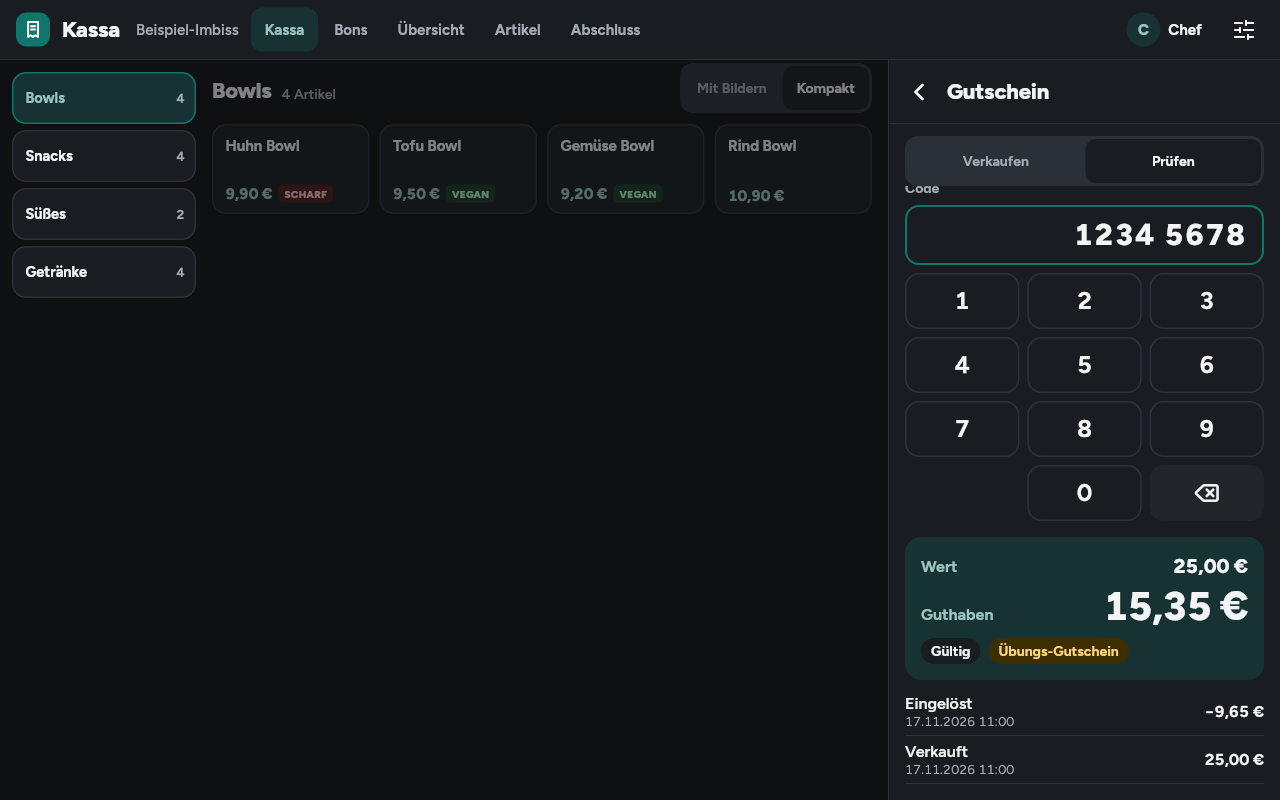 Kassa Beispiel-Imbiss Kassa Bons Übersicht Artikel Abschluss C Chef
Bowls 4
Snacks 4
Süßes 2
Getränke 4
Bowls 4 Artikel Mit Bildern Kompakt
Huhn Bowl
9,90 € SCHARF
Tofu Bowl
9,50 € VEGAN
Gemüse Bowl
9,20 € VEGAN
Rind Bowl
10,90 €
Gutschein
Verkaufen Prüfen
Code
1234 5678
1 2 3
4 5 6
7 8 9
0
Wert 25,00 €
Guthaben 15,35 €
Gültig Übungs-Gutschein
Eingelöst −9,65 €
17.11.2026 11:00
Verkauft 25,00 €
17.11.2026 11:00